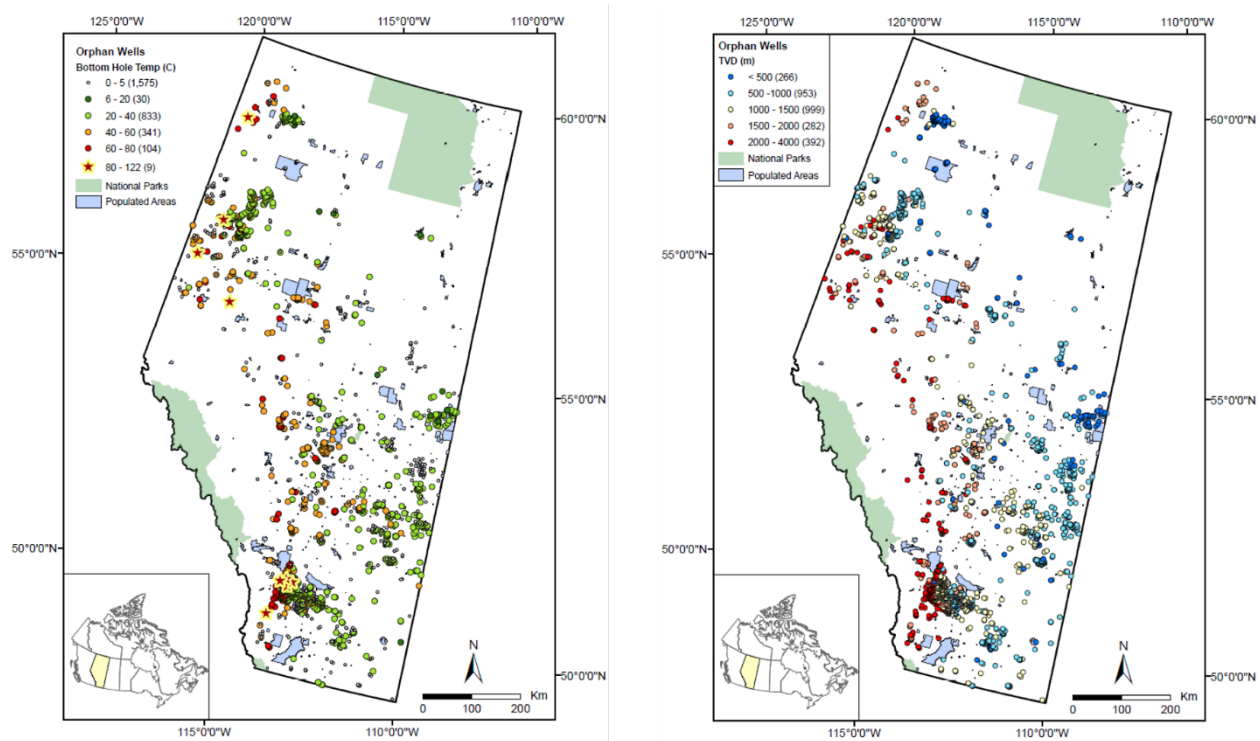 125°0'0"W
120°0'0"W
115°0'0"W
110°0'0"W
Orphan Wells
Bottom Hole Temp (C)
0 - 5 (1,575)
6 - 20 (30)
20 - 40 (833)
40 - 60 (341)
60 - 80 (104)
80 - 122 (9)
National Parks
Populated Areas
60°0'0"N
55°0'0"N
55°0'0"N
50°0'0"N
50°0'0"N
N
Km
0 100 200
115°0'0"W
110°0'0"W
125°0'0"W
120°0'0"W
115°0'0"W
110°0'0"W
Orphan Wells
TVD (m)
< 500 (266)
500 -1000 (953)
1000 - 1500 (999)
1500 - 2000 (282)
2000 - 4000 (392)
National Parks
Populated Areas
60°0'0"N
55°0'0"N
55°0'0"N
50°0'0"N
50°0'0"N
N
Km
0 100 200
115°0'0"W
110°0'0"W